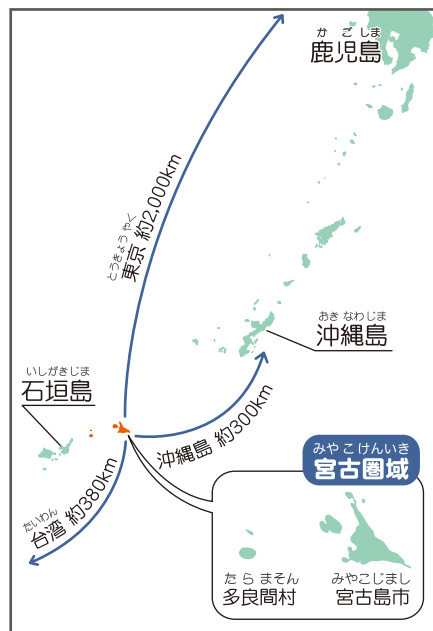 かごしま
鹿児島
とうきょう やく
東京 約2,000km
おきなわじま
沖縄島
いしがきじま
石垣島
沖縄島 約300km
たいわん
台湾 約380km
みやこけんいき
宮古圏域
たらまそん
多良間村
みやこじまし
宮古島市